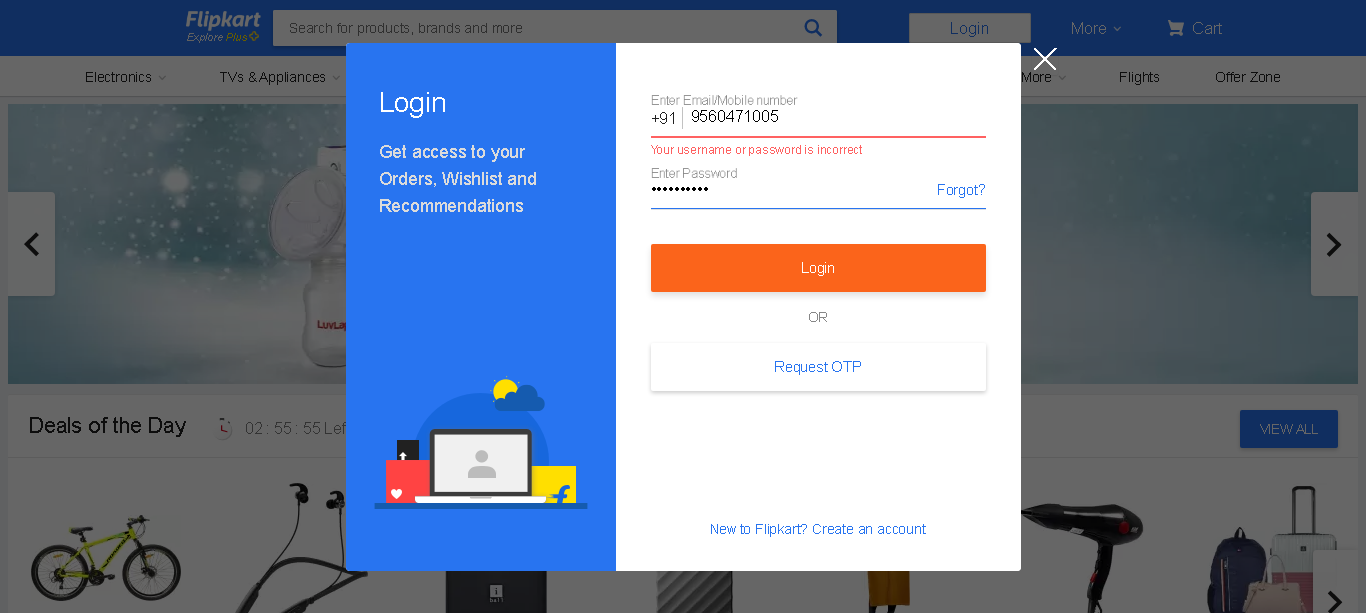 Flipkart
Explore Plus
Search for products, brands and more
Login
More
Cart
Electronics
TVs & Appliances
More
Flights
Offer Zone
Login
Get access to your
Orders, Wishlist and
Recommendations
Enter Email/Mobile number
+91
9560471005
Your username or password is incorrect
Enter Password
Forgot?
Login
OR
Request OTP
New to Flipkart? Create an account
Deals of the Day
02 : 55 : 55 Lef
VIEW ALL